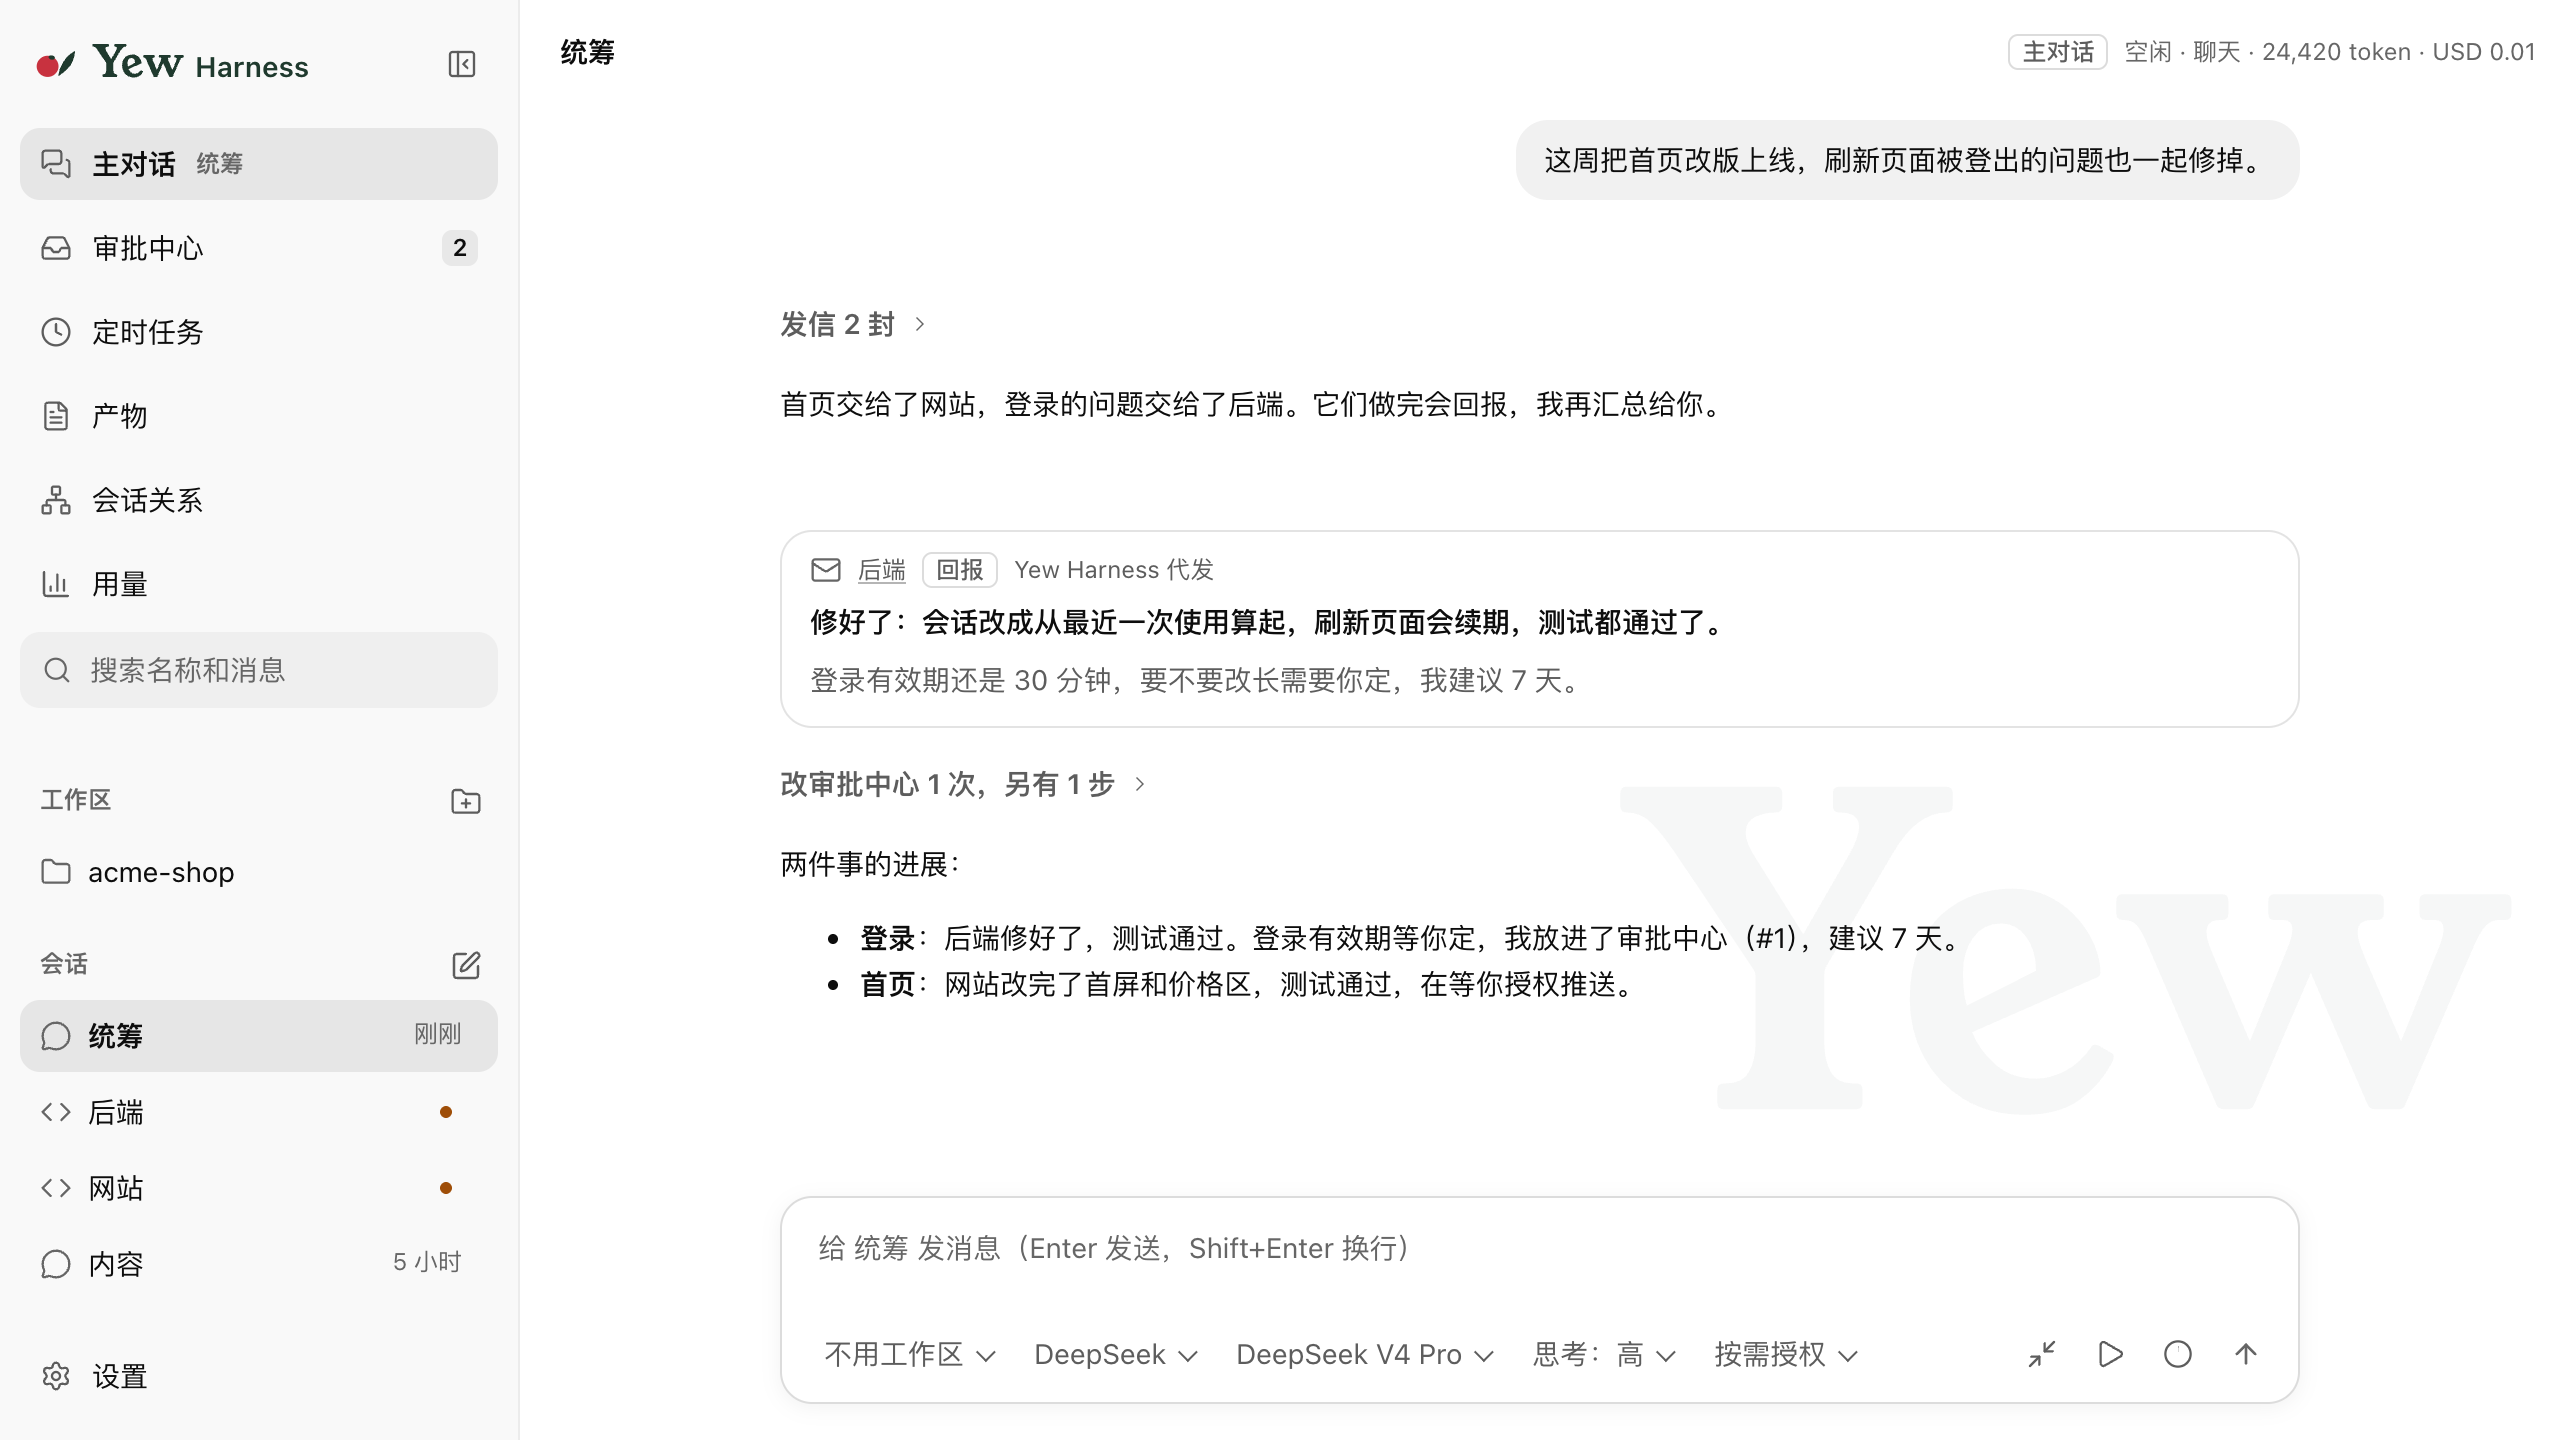 Yew Harness
主对话 统筹
审批中心 2
定时任务
产物
会话关系
用量
搜索名称和消息
工作区
acme-shop
会话
统筹 刚刚
后端
网站
内容 5 小时
设置
统筹
主对话 空闲 · 聊天 · 24,420 token · USD 0.01
这周把首页改版上线，刷新页面被登出的问题也一起修掉。
发信 2 封
首页交给了网站，登录的问题交给了后端。它们做完会回报，我再汇总给你。
后端 回报 Yew Harness 代发
修好了：会话改成从最近一次使用算起，刷新页面会续期，测试都通过了。
登录有效期还是 30 分钟，要不要改长需要你定，我建议 7 天。
改审批中心 1 次，另有 1 步
两件事的进展：
登录：后端修好了，测试通过。登录有效期等你定，我放进了审批中心（#1），建议 7 天。
首页：网站改完了首屏和价格区，测试通过，在等你授权推送。
Yew
给 统筹 发消息（Enter 发送，Shift+Enter 换行）
不用工作区 DeepSeek DeepSeek V4 Pro 思考：高 按需授权